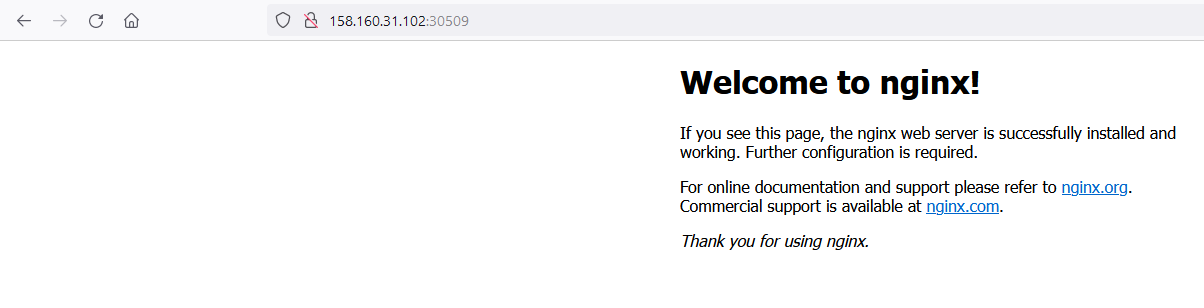 158.160.31.102:30509
Welcome to nginx!
If you see this page, the nginx web server is successfully installed and
working. Further configuration is required.
For online documentation and support please refer to nginx.org.
Commercial support is available at nginx.com.
Thank you for using nginx.